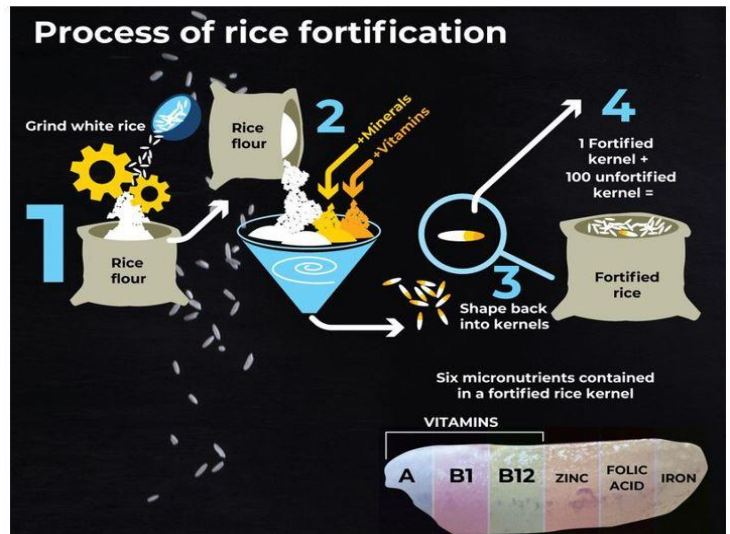 Process of rice fortification
Grind white rice
1
Rice
flour
Rice
flour
2
+Minerals
+Vitamins
3
Shape back
into kernels
4
1 Fortified
kernel +
100 unfortified
kernel =
Fortified
rice
Six micronutrients contained
in a fortified rice kernel
VITAMINS
A B1 B12 ZINC FOLIC
ACID IRON